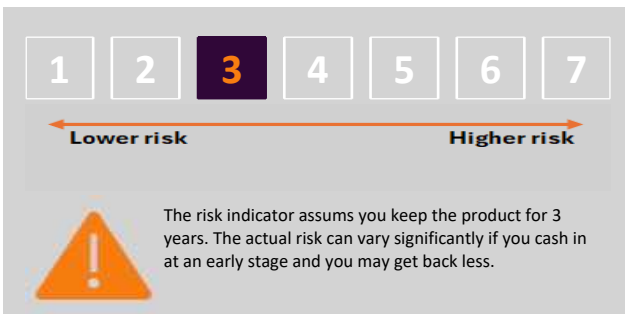 1 2 3 4 5 6 7
Lower risk Higher risk
The risk indicator assums you keep the product for 3
years. The actual risk can vary significantly if you cash in
at an early stage and you may get back less.